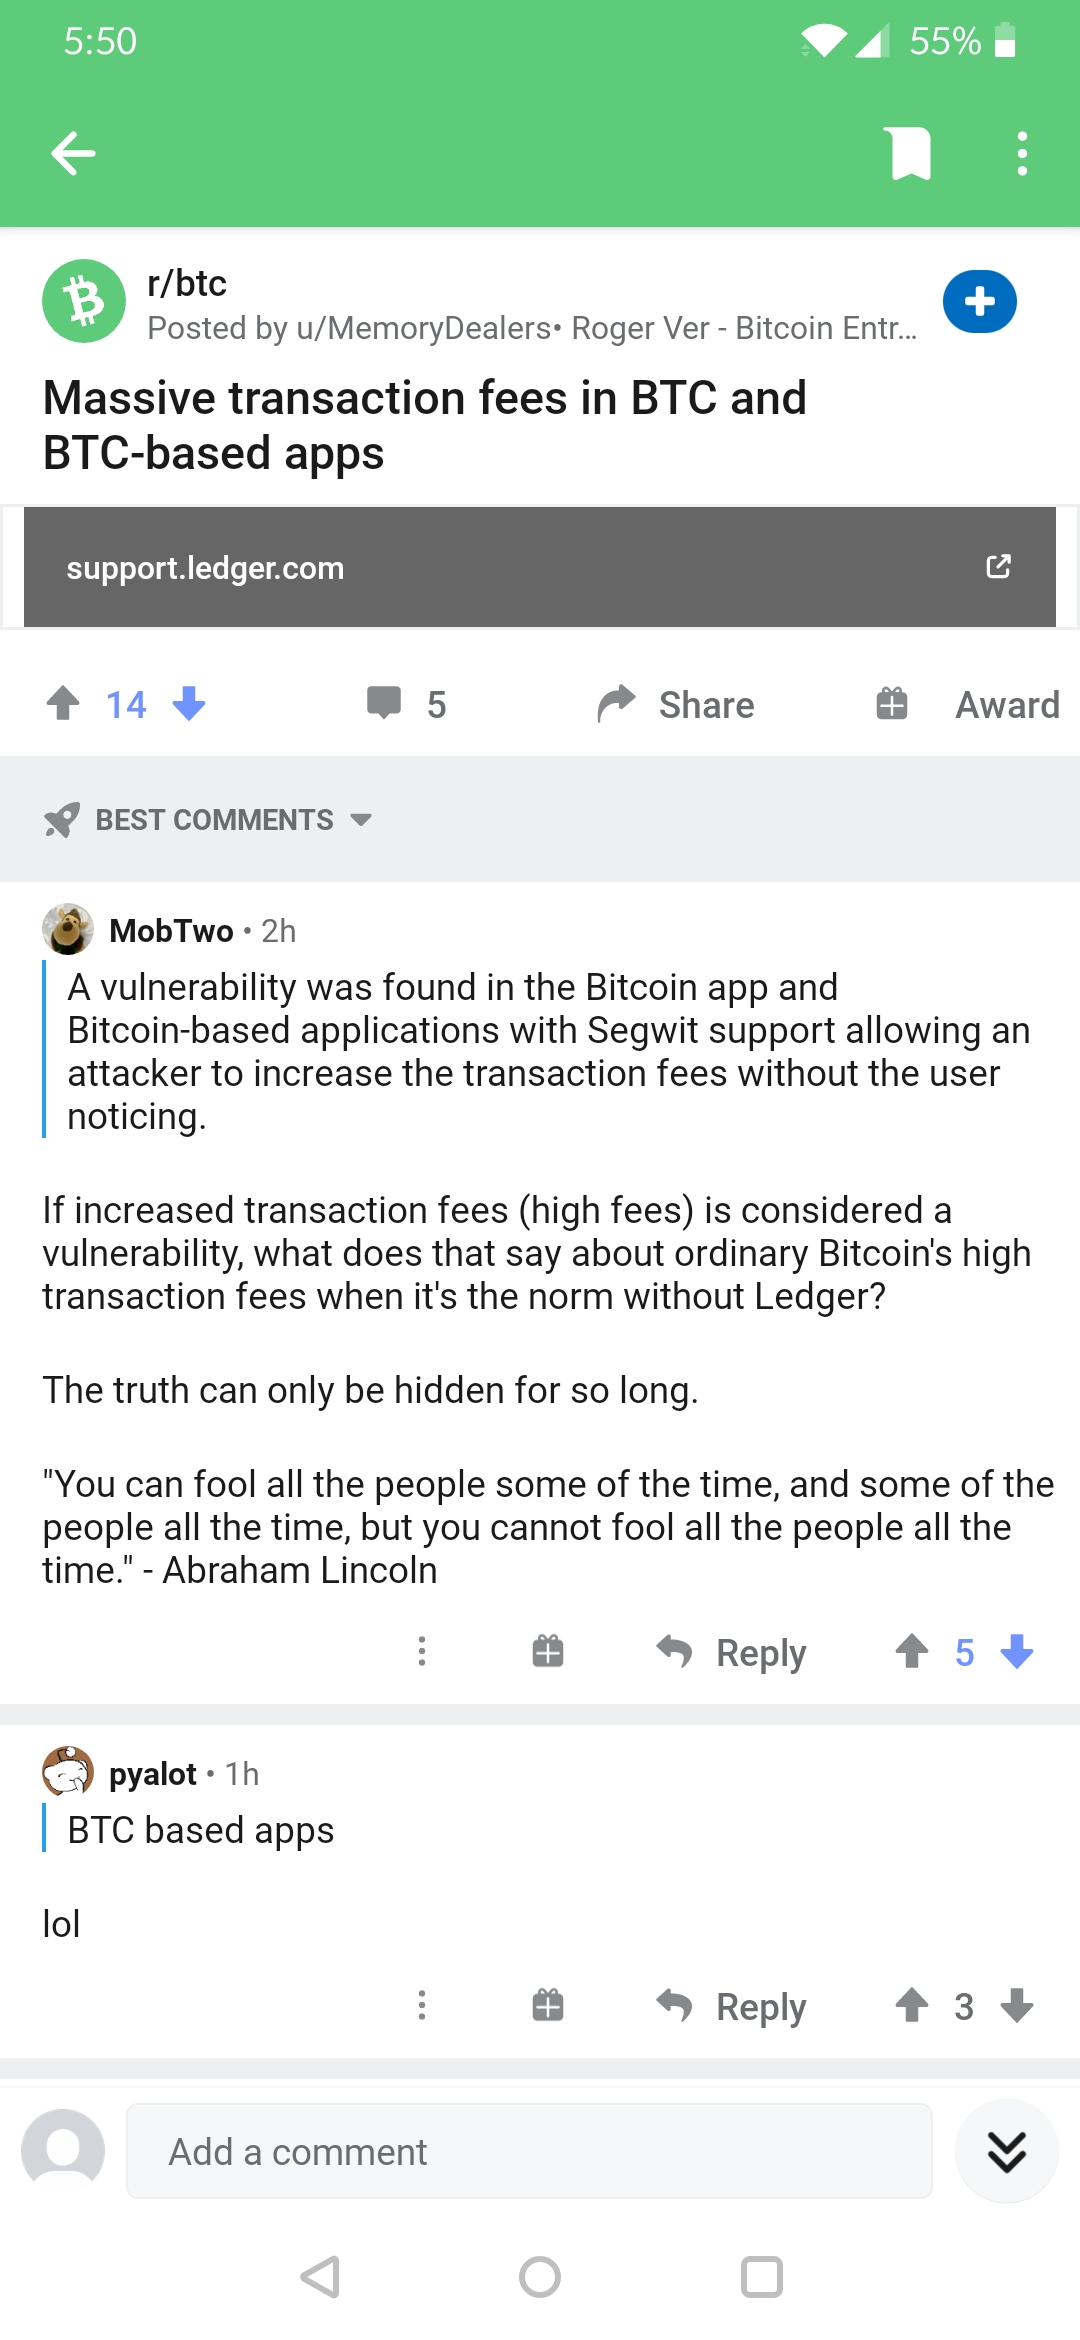 5:50
55%
r/btc
Posted by u/MemoryDealers• Roger Ver - Bitcoin Entr...
Massive transaction fees in BTC and
BTC-based apps
support.ledger.com
14
5
Share
Award
BEST COMMENTS
MobTwo • 2h
A vulnerability was found in the Bitcoin app and
Bitcoin-based applications with Segwit support allowing an
attacker to increase the transaction fees without the user
noticing.
If increased transaction fees (high fees) is considered a
vulnerability, what does that say about ordinary Bitcoin's high
transaction fees when it's the norm without Ledger?
The truth can only be hidden for so long.
"You can fool all the people some of the time, and some of the
people all the time, but you cannot fool all the people all the
time." - Abraham Lincoln
Reply
5
pyalot • 1h
BTC based apps
lol
Reply
3
Add a comment